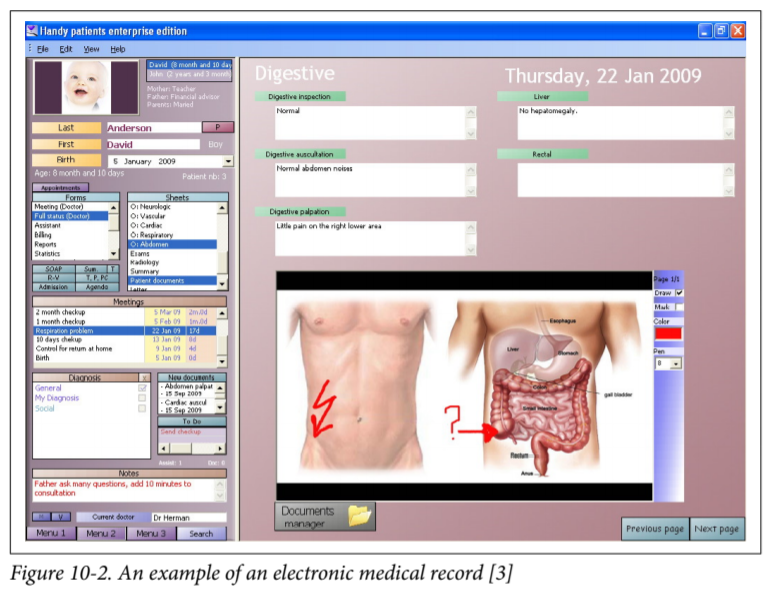 Handy patients enterprise edition
File Edit View Help
David (8 month and 10 day
John (2 years and 3 month
Mother: Teacher
Father: Financial advisor
Parents: Maried
Last Anderson P
First David Boy
Birth 5 January 2009
Age: 8 month and 10 days Patient nb: 3
Appointments
Forms
Meeting (Doctor)
Full status (Doctor)
Assistant
Billing
Reports
Statistics
Sheets
O: Neurologic
O: Vascular
O: Cardiac
O: Respiratory
O: Abdomen
Exams
Radiology
Summary
Patient documents
Letter
SOAP Sum T
R-V T, P, PC
Admission Agenda
Meetings
2 month checkup 5 Mar 09 2m.0d
1 month checkup 5 Feb 09 1m.0d
Respiration problem 22 Jan 09 17d
10 days chekup 13 Jan 09 8d
Control for return at home 9 Jan 09 4d
Birth 5 Jan 09 0d
Diagnosis
General
My Diagnosis
Social
New documents
- Abdomen palpat
- 15 Sep 2009
- Cardiac auscul
- 15 Sep 2009
To Do
Send checkup
Assist: 1 Doc: 0
Notes
Father ask many questions, add 10 minutes to
consultation
V Current doctor Dr Herman
Menu 1 Menu 2 Menu 3 Search
Digestive Thursday, 22 Jan 2009
Digestive inspection
Normal
Liver
No hepatomegaly.
Digestive auscultation
Normal abdomen noises
Rectal
Digestive palpation
Little pain on the right lower area
Esophagus
Liver
Stomach
Colon
gall bladder
Small Intestine
?
Rectum
Anus
Page 1/1
Draw
Mark
Color
Pen
8
Documents
manager
Previous page Next page
Figure 10-2. An example of an electronic medical record [3]